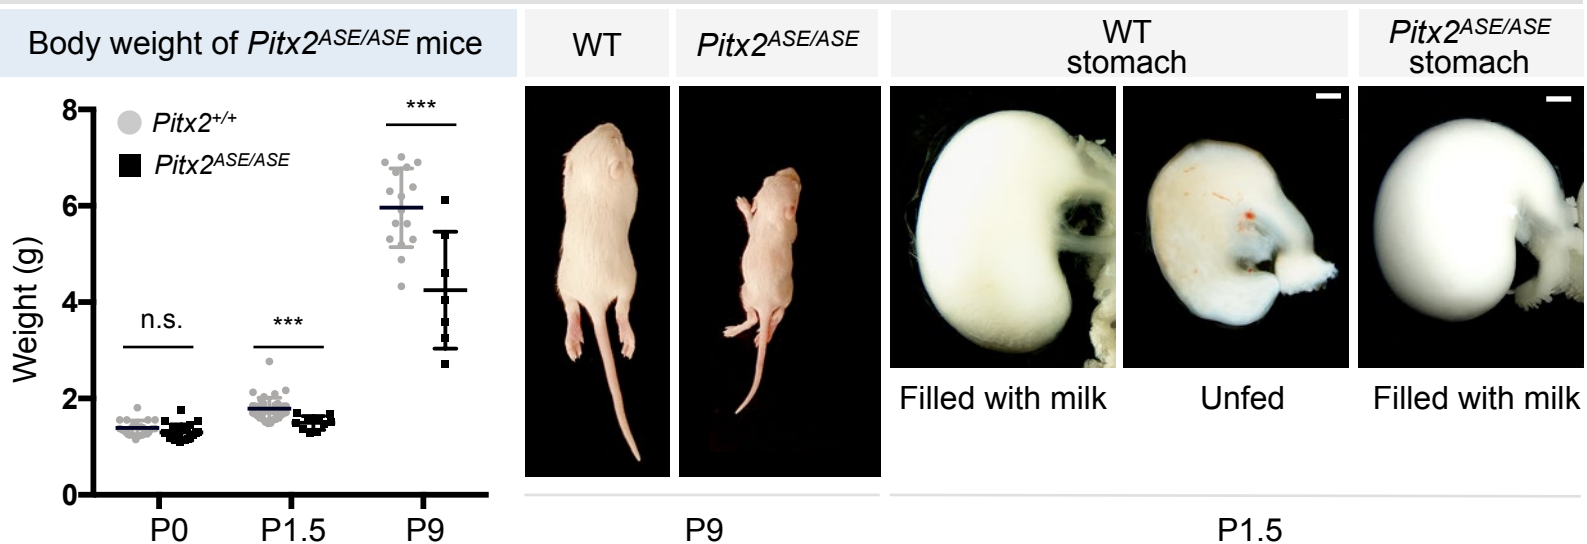 Body weight of Pitx2ASE/ASE mice
WT
Pitx2ASE/ASE
WT
stomach
Pitx2ASE/ASE
stomach
8
6
4
2
0
Weight (g)
Pitx2+/+
Pitx2ASE/ASE
n.s.
***
***
P0
P1.5
P9
P9
Filled with milk
Unfed
Filled with milk
P1.5